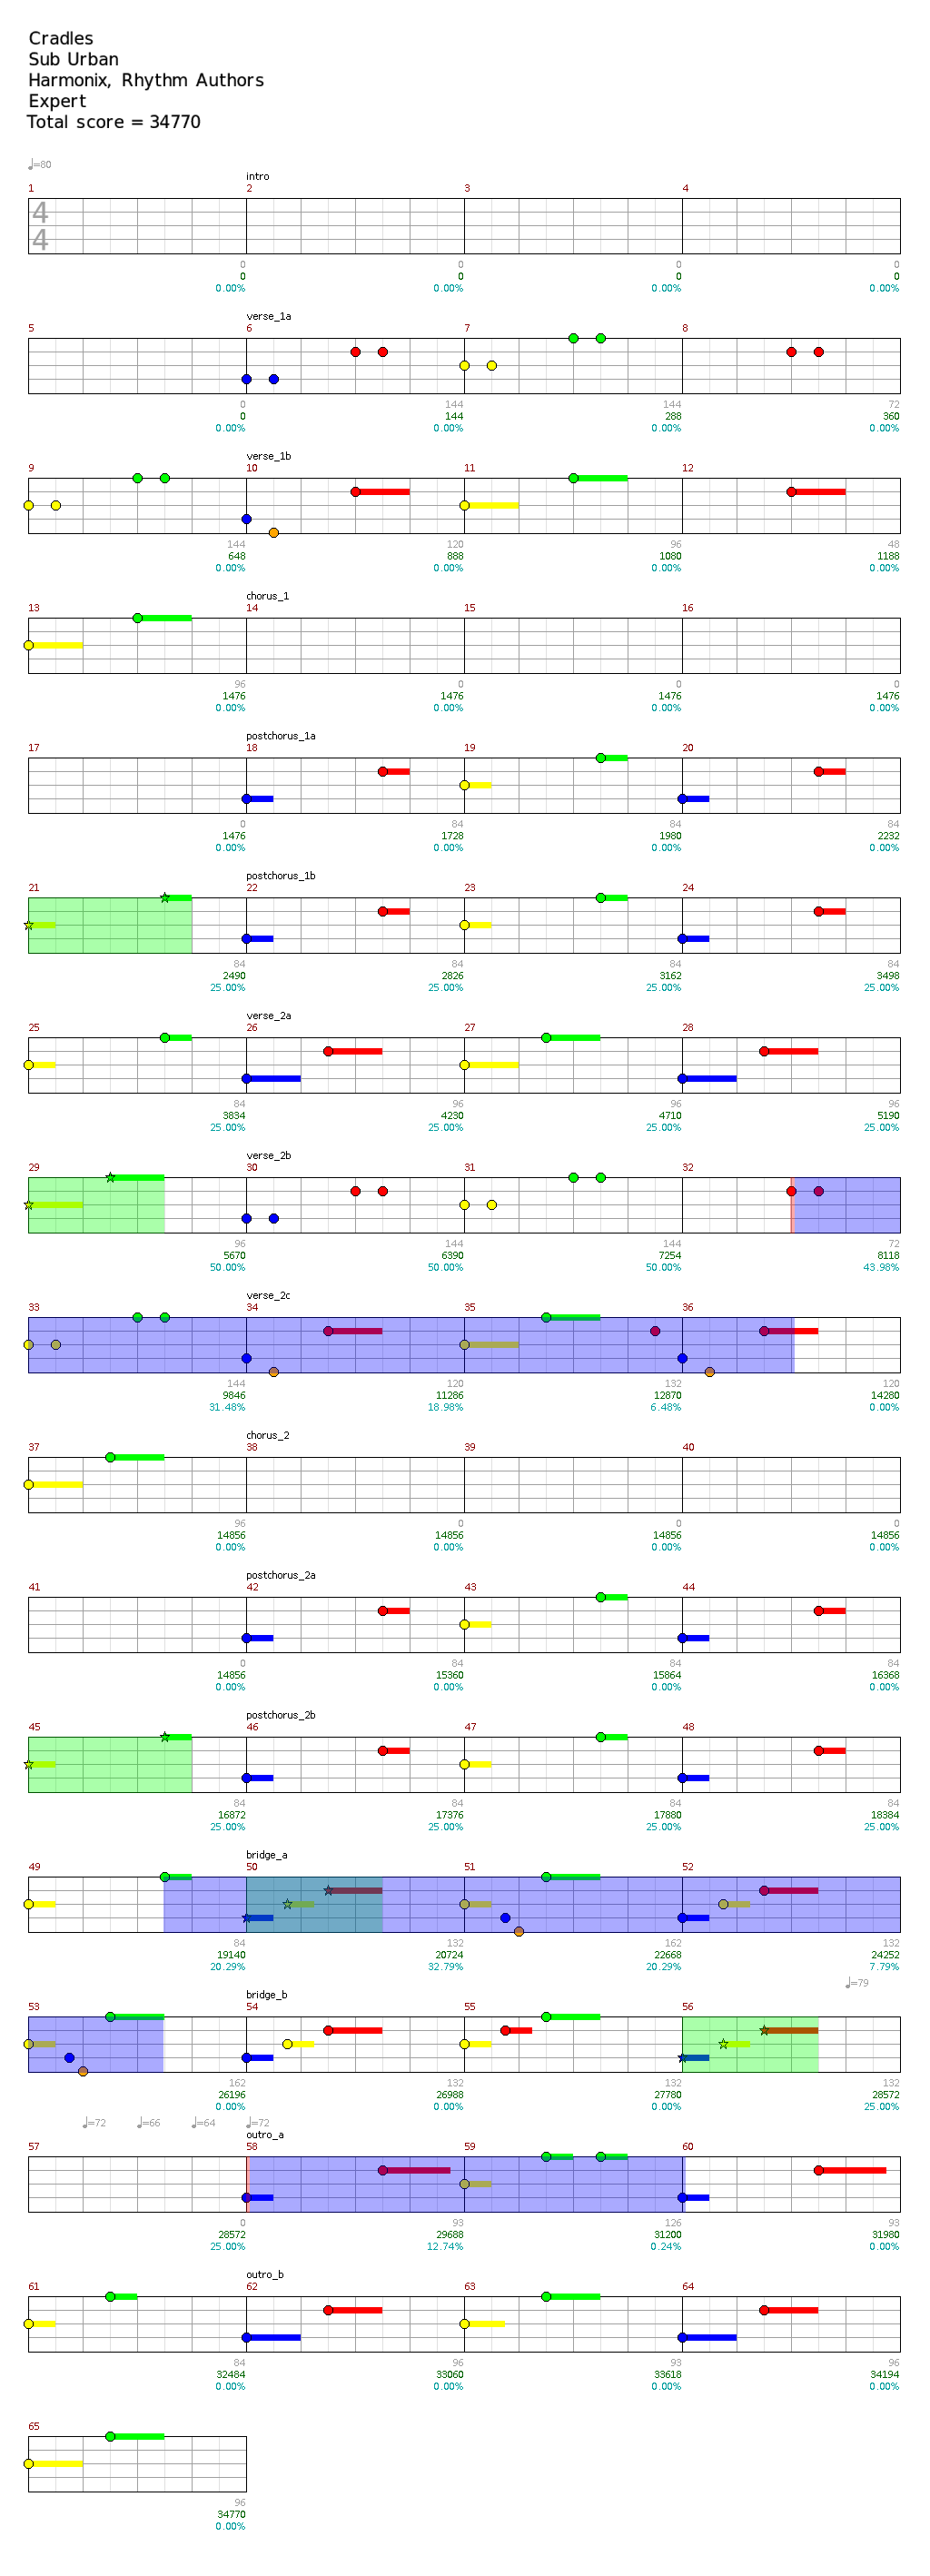 Cradles
Sub Urban
Harmonix, Rhythm Authors
Expert
Total score = 34770
♩=80
intro
1 2 3 4
4
4
0 0 0 0
0 0 0 0
0.00% 0.00% 0.00% 0.00%
verse_1a
5 6 7 8
0 144 144 72
0 144 288 360
0.00% 0.00% 0.00% 0.00%
verse_1b
9 10 11 12
144 120 96 48
648 888 1080 1188
0.00% 0.00% 0.00% 0.00%
chorus_1
13 14 15 16
96 0 0 0
1476 1476 1476 1476
0.00% 0.00% 0.00% 0.00%
postchorus_1a
17 18 19 20
0 84 84 84
1476 1728 1980 2232
0.00% 0.00% 0.00% 0.00%
postchorus_1b
21 22 23 24
84 84 84 84
2490 2826 3162 3498
25.00% 25.00% 25.00% 25.00%
verse_2a
25 26 27 28
84 96 96 96
3834 4230 4710 5190
25.00% 25.00% 25.00% 25.00%
verse_2b
29 30 31 32
96 144 144 72
5670 6390 7254 8118
50.00% 50.00% 50.00% 43.98%
verse_2c
33 34 35 36
144 120 132 120
9846 11286 12870 14280
31.48% 18.98% 6.48% 0.00%
chorus_2
37 38 39 40
96 0 0 0
14856 14856 14856 14856
0.00% 0.00% 0.00% 0.00%
postchorus_2a
41 42 43 44
0 84 84 84
14856 15360 15864 16368
0.00% 0.00% 0.00% 0.00%
postchorus_2b
45 46 47 48
84 84 84 84
16872 17376 17880 18384
25.00% 25.00% 25.00% 25.00%
bridge_a
49 50 51 52
84 132 162 132
19140 20724 22668 24252
20.29% 32.79% 20.29% 7.79%
♩=79
bridge_b
53 54 55 56
162 132 132 132
26196 26988 27780 28572
0.00% 0.00% 0.00% 25.00%
♩=72 ♩=66 ♩=64 ♩=72
outro_a
57 58 59 60
0 93 126 93
28572 29688 31200 31980
25.00% 12.74% 0.24% 0.00%
outro_b
61 62 63 64
84 96 93 96
32484 33060 33618 34194
0.00% 0.00% 0.00% 0.00%
65
96
34770
0.00%